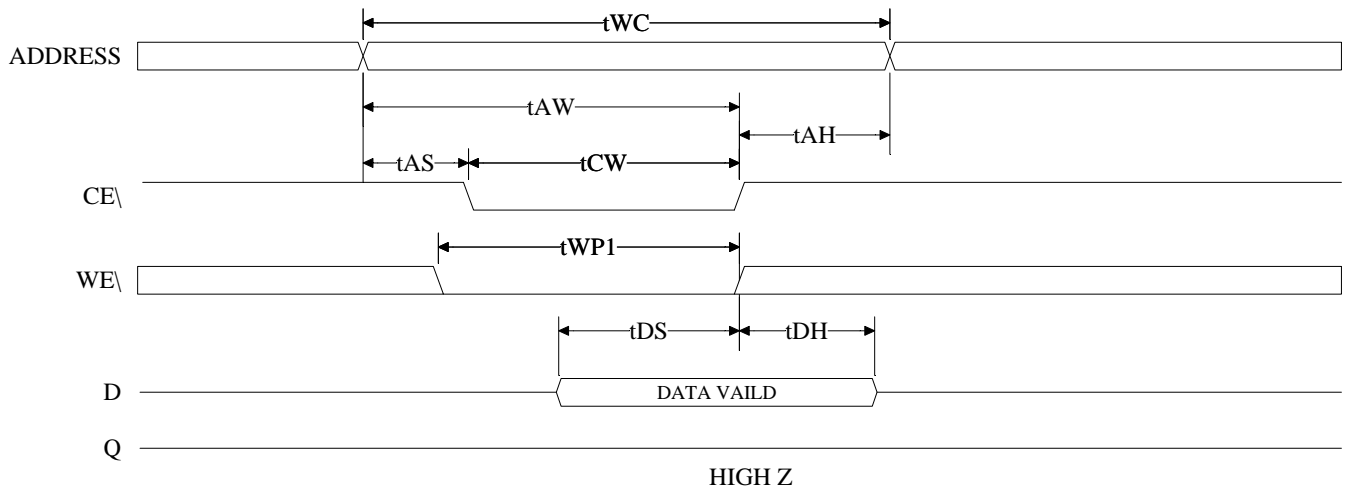 tWC
ADDRESS
tAW
tAH
tAS
tCW
CE\
tWP1
WE\
tDS
tDH
D
DATA VAILD
Q
HIGH Z